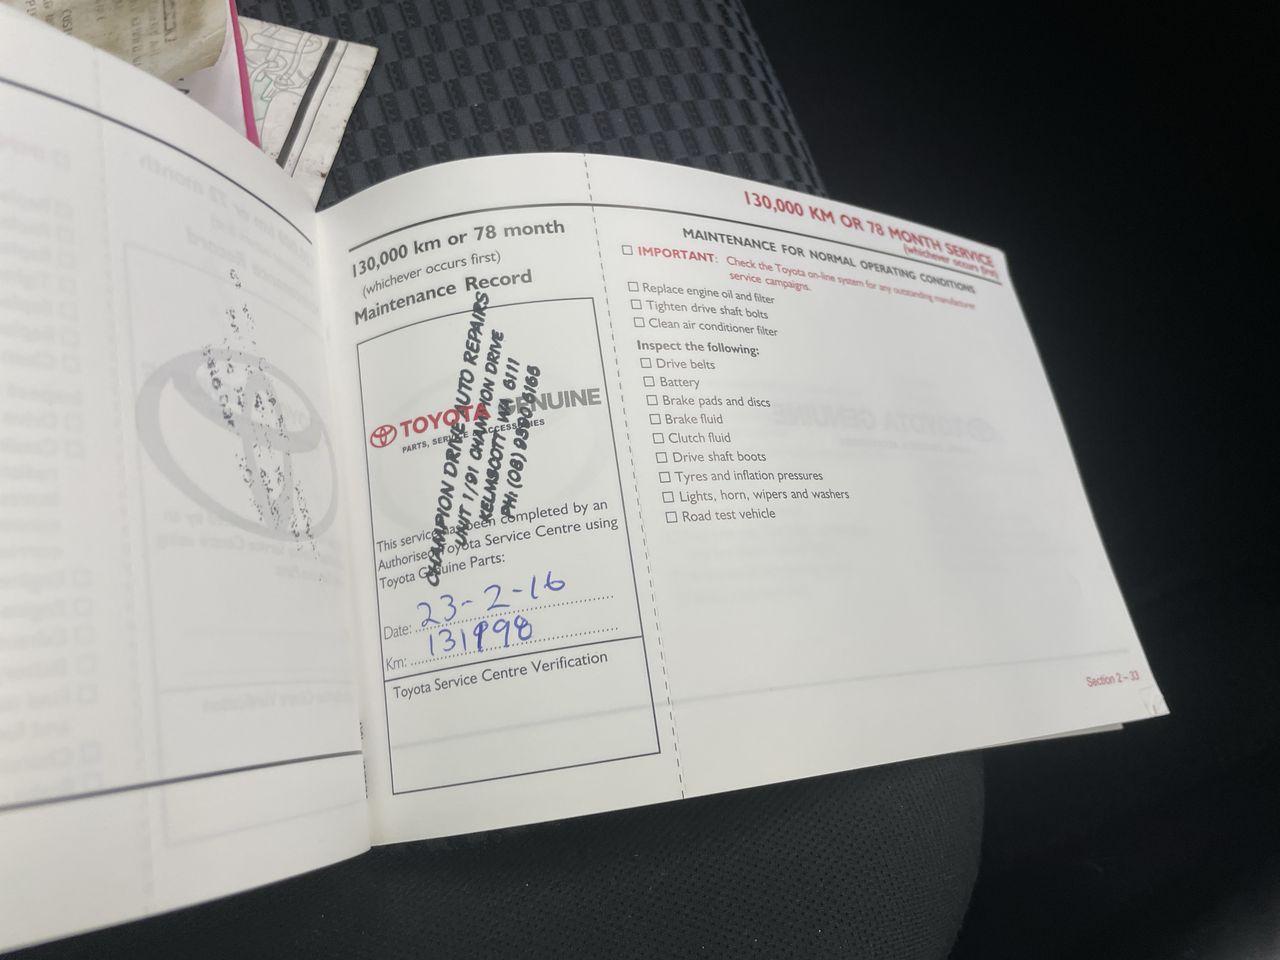 130,000 km or 78 month
(whichever occurs first)
Maintenance Record
TOYOTA GENUINE
PARTS, SERVICE & ACCESSORIES
CHAMPION DRIVE AUTO REPAIRS
UNIT 1/91 CHAMPION DRIVE
KELMSCOTT WA 6111
PH: (08)
This service has been completed by an
Authorised Toyota Service Centre using
Toyota Genuine Parts:
Date: 23-2-16
Km: 131998
Toyota Service Centre Verification
130,000 KM OR 78 MONTH SERVICE
(whichever occurs first)
MAINTENANCE FOR NORMAL OPERATING CONDITIONS
☐ IMPORTANT: Check the Toyota on-line system for any outstanding manufacturer
service campaigns.
☐ Replace engine oil and filter
☐ Tighten drive shaft bolts
☐ Clean air conditioner filter
Inspect the following:
☐ Drive belts
☐ Battery
☐ Brake pads and discs
☐ Brake fluid
☐ Clutch fluid
☐ Drive shaft boots
☐ Tyres and inflation pressures
☐ Lights, horn, wipers and washers
☐ Road test vehicle
Section 2 – 33